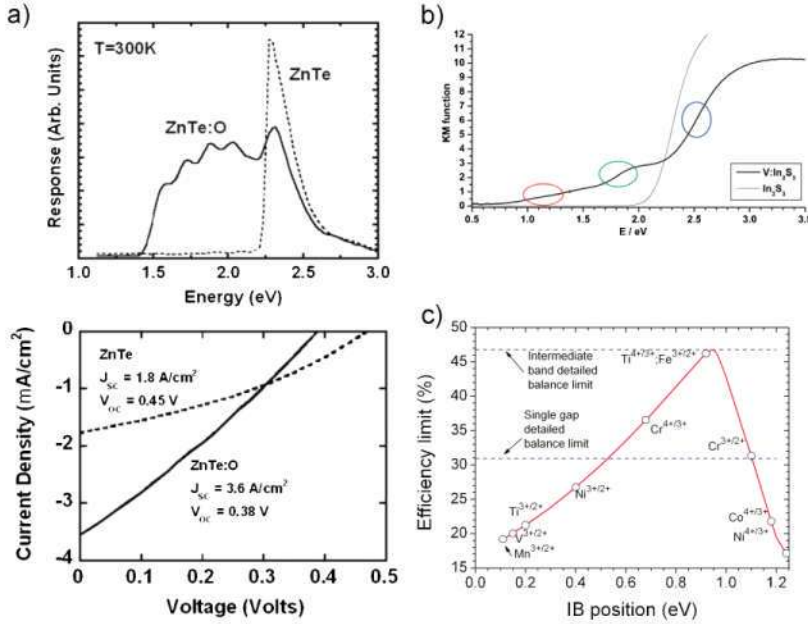 a)
T=300K
ZnTe
ZnTe:O
Response (Arb. Units)
1.0 1.5 2.0 2.5 3.0
Energy (eV)
0
-1
-2
-3
-4
ZnTe
J_sc = 1.8 A/cm²
V_oc = 0.45 V
ZnTe:O
J_sc = 3.6 A/cm²
V_oc = 0.38 V
Current Density (mA/cm²)
0 0.1 0.2 0.3 0.4 0.5
Voltage (Volts)
b)
12
11
10
9
8
7
6
5
4
3
2
1
0
KM function
V:In₂S₃
In₂S₃
0.5 1.0 1.5 2.0 2.5 3.0
E / eV
c)
50
45
40
35
30
25
20
15
10
Efficiency limit (%)
Intermediate
band detailed
balance limit
Ti⁴⁺/³⁺;Fe³⁺/²⁺
Single gap
detailed
balance limit
Cr⁴⁺/³⁺
Cr³⁺/²⁺
Ni³⁺/²⁺
Ti³⁺/²⁺
V³⁺/²⁺
Mn³⁺/²⁺
Co⁴⁺/³⁺
Ni⁴⁺/³⁺
0.0 0.2 0.4 0.6 0.8 1.0 1.2
IB position (eV)